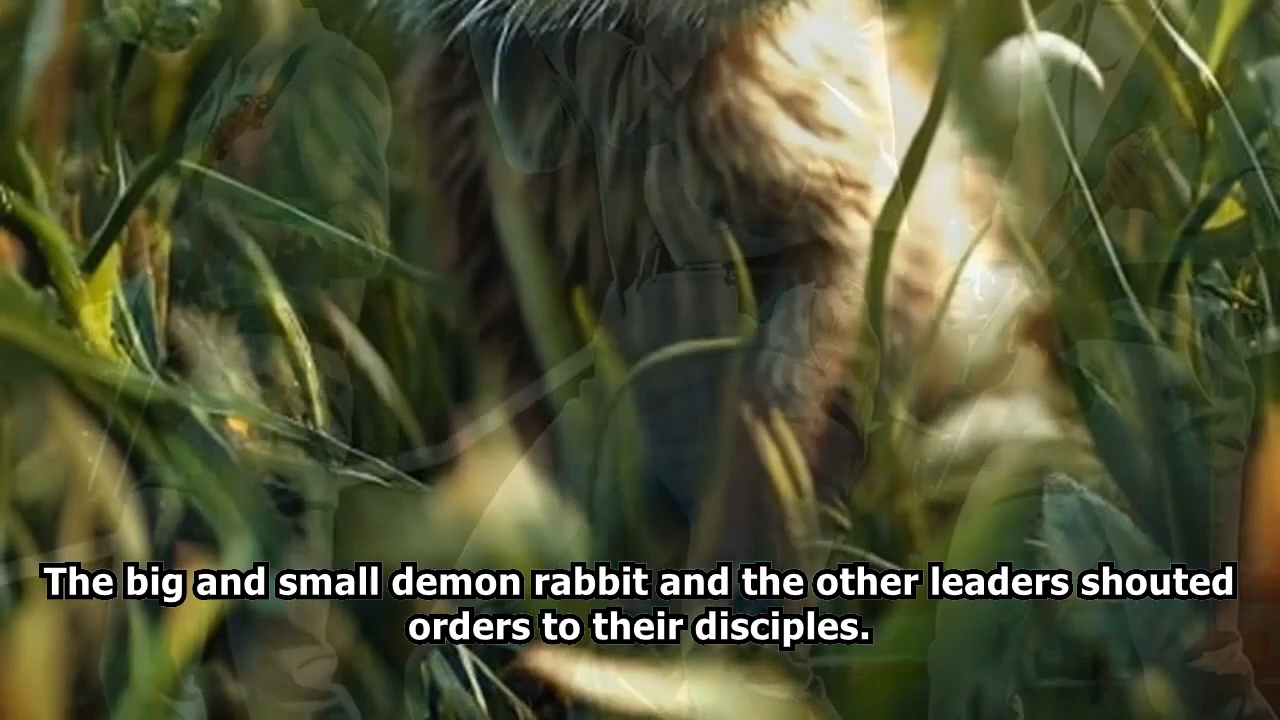 The big and small demon rabbit and the other leaders shouted
orders to their disciples.